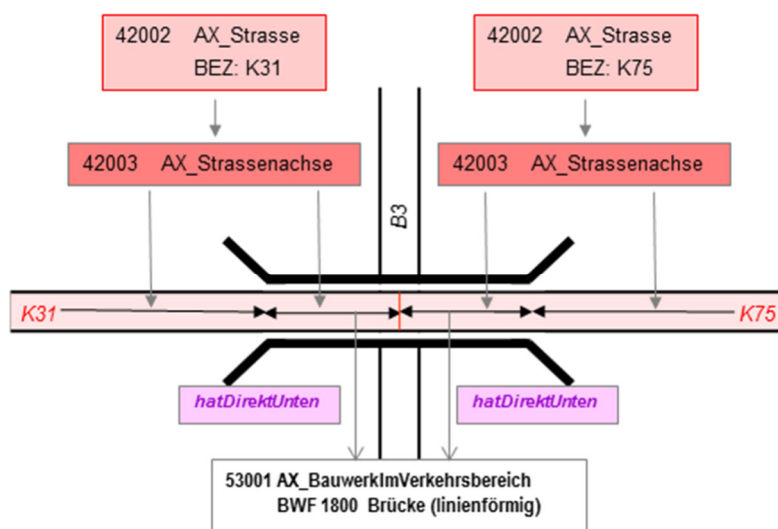 42002 AX_Strasse
BEZ: K31
42002 AX_Strasse
BEZ: K75
42003 AX_Strassenachse
42003 AX_Strassenachse
B3
K31
K75
hatDirektUnten
hatDirektUnten
53001 AX_BauwerkImVerkehrsbereich
BWF 1800 Brücke (linienförmig)